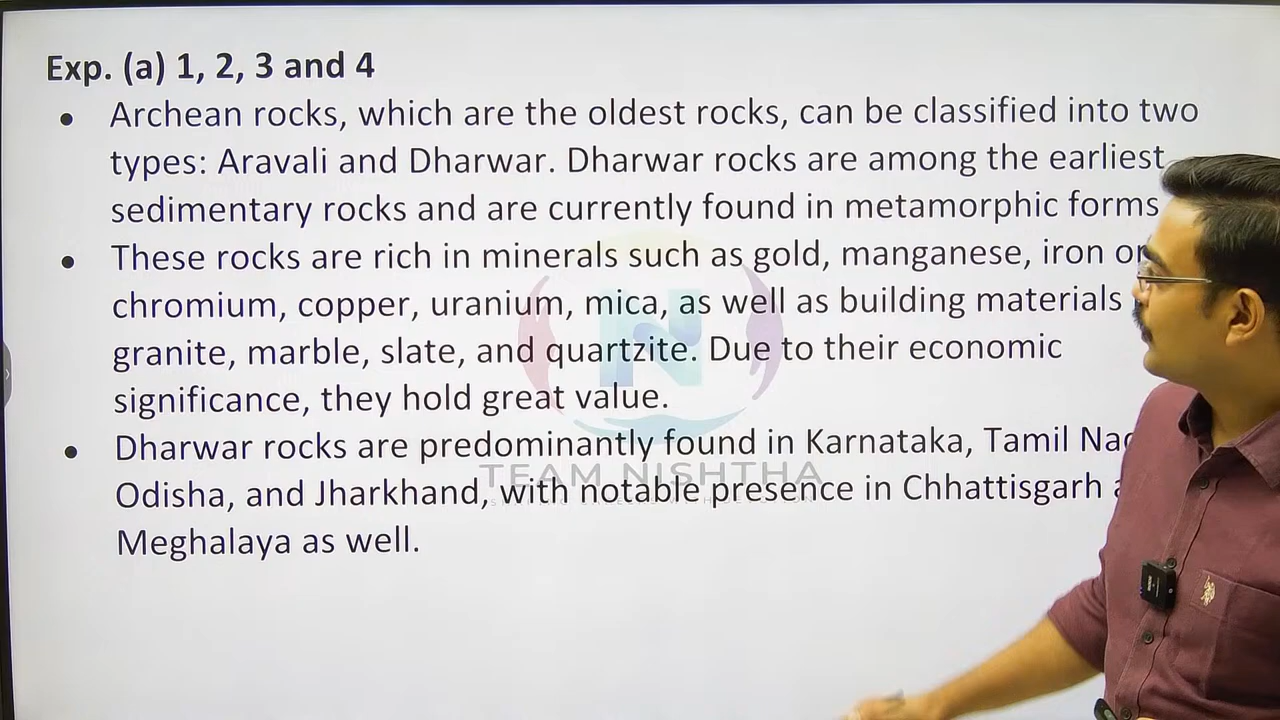 Exp. (a) 1, 2, 3 and 4
• Archean rocks, which are the oldest rocks, can be classified into two
types: Aravali and Dharwar. Dharwar rocks are among the earliest
sedimentary rocks and are currently found in metamorphic forms
• These rocks are rich in minerals such as gold, manganese, iron
chromium, copper, uranium, mica, as well as building materials
granite, marble, slate, and quartzite. Due to their economic
significance, they hold great value.
• Dharwar rocks are predominantly found in Karnataka, Tamil
TEAM NISHTHA
Odisha, and Jharkhand, with notable presence in Chhattisgarh
Meghalaya as well.